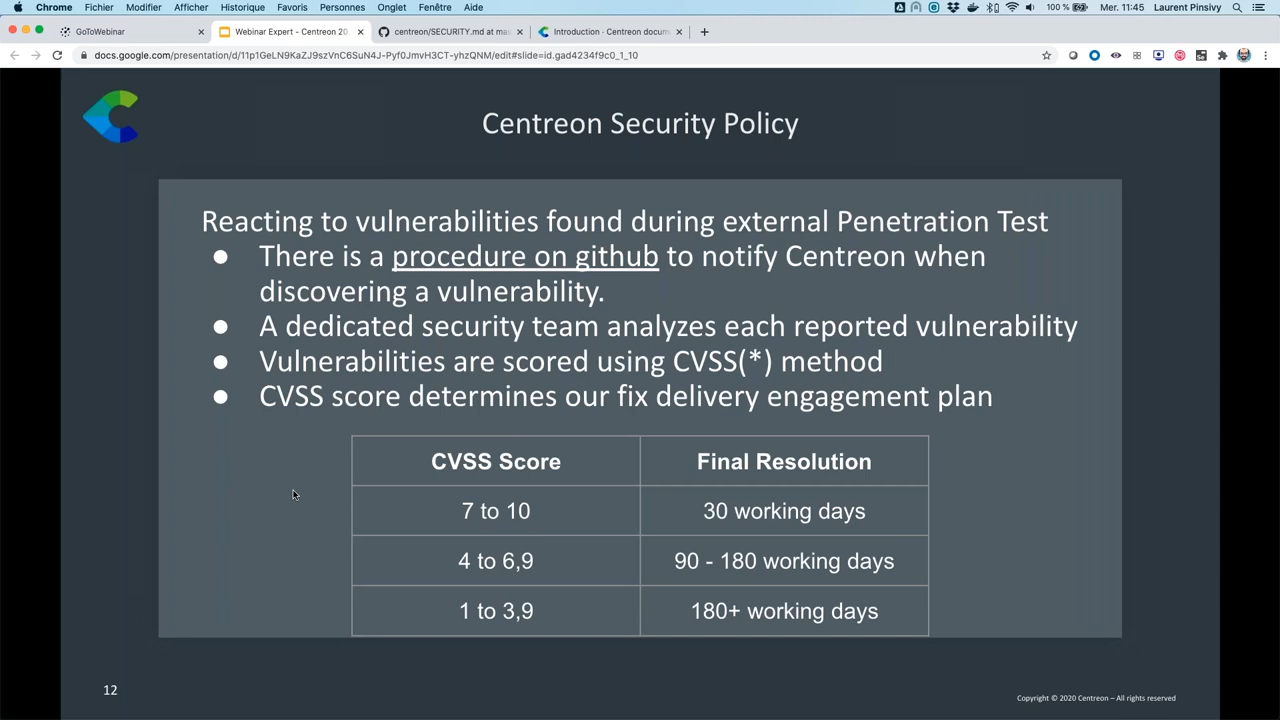 Chrome Fichier Modifier Afficher Historique Favoris Personnes Onglet Fenêtre Aide 100 % Mer. 11:45 Laurent Pinsivy
GoToWebinar Webinar Expert - Centreon 20 centreon/SECURITY.md at mas Introduction · Centreon docum
docs.google.com/presentation/d/11p1GeLN9KaZJ9szVnC6SuN4J-Pyf0JmvH3CT-yhzQNM/edit#slide=id.gad4234f9c0_1_10
Centreon Security Policy
Reacting to vulnerabilities found during external Penetration Test
● There is a procedure on github to notify Centreon when
discovering a vulnerability.
● A dedicated security team analyzes each reported vulnerability
● Vulnerabilities are scored using CVSS(*) method
● CVSS score determines our fix delivery engagement plan
CVSS Score Final Resolution
7 to 10 30 working days
4 to 6,9 90 - 180 working days
1 to 3,9 180+ working days
12
Copyright © 2020 Centreon – All rights reserved